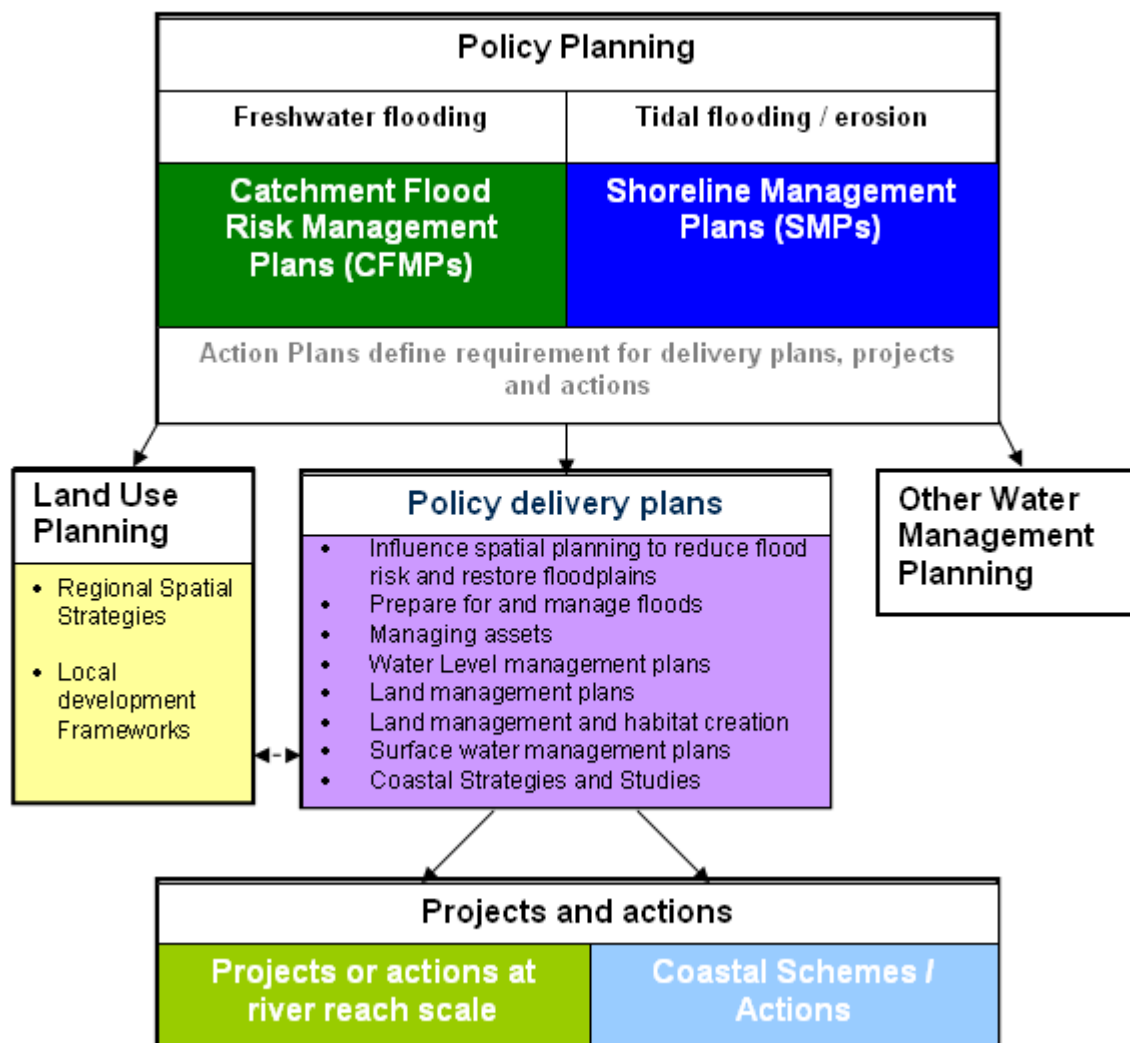 Policy Planning
Freshwater flooding
Tidal flooding / erosion
Catchment Flood
Risk Management
Plans (CFMPs)
Shoreline Management
Plans (SMPs)
Action Plans define requirement for delivery plans, projects
and actions
Land Use
Planning
• Regional Spatial
Strategies
• Local
development
Frameworks
Policy delivery plans
• Influence spatial planning to reduce flood
risk and restore floodplains
• Prepare for and manage floods
• Managing assets
• Water Level management plans
• Land management plans
• Land management and habitat creation
• Surface water management plans
• Coastal Strategies and Studies
Other Water
Management
Planning
Projects and actions
Projects or actions at
river reach scale
Coastal Schemes /
Actions